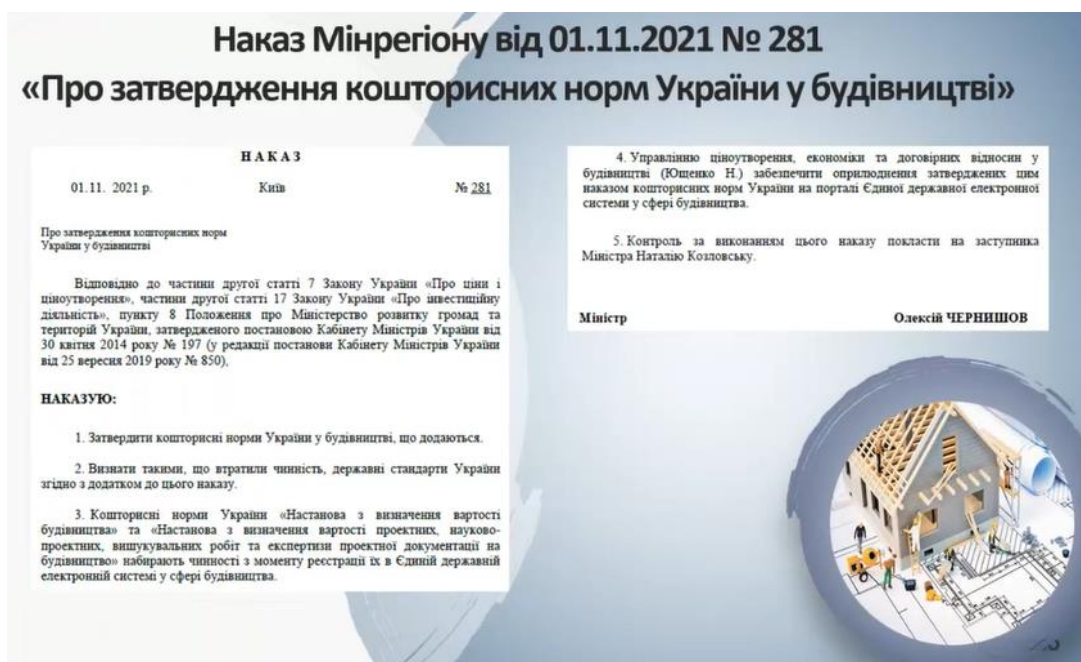 Наказ Мінрегіону від 01.11.2021 № 281
«Про затвердження кошторисних норм України у будівництві»
НАКАЗ
01.11. 2021 р. Київ № 281
Про затвердження кошторисних норм
України у будівництві
Відповідно до частини другої статті 7 Закону України «Про ціни і
ціноутворення», частини другої статті 17 Закону України «Про інвестиційну
діяльність», пункту 8 Положення про Міністерство розвитку громад та
територій України, затвердженого постановою Кабінету Міністрів України від
30 квітня 2014 року № 197 (у редакції постанови Кабінету Міністрів України
від 25 вересня 2019 року № 850),
НАКАЗУЮ:
1. Затвердити кошторисні норми України у будівництві, що додаються.
2. Визнати такими, що втратили чинність, державні стандарти України
згідно з додатком до цього наказу.
3. Кошторисні норми України «Настанова з визначення вартості
будівництва» та «Настанова з визначення вартості проектних, науково-
проектних, вишукувальних робіт та експертизи проектної документації на
будівництво» набирають чинності з моменту реєстрації їх в Єдиній державній
електронній системі у сфері будівництва.
4. Управлінню ціноутворення, економіки та договірних відносин у
будівництві (Ющенко Н.) забезпечити оприлюднення затверджених цим
наказом кошторисних норм України на порталі Єдиної державної електронної
системи у сфері будівництва.
5. Контроль за виконанням цього наказу покласти на заступника
Міністра Наталію Козловську.
Міністр Олексій ЧЕРНИШОВ